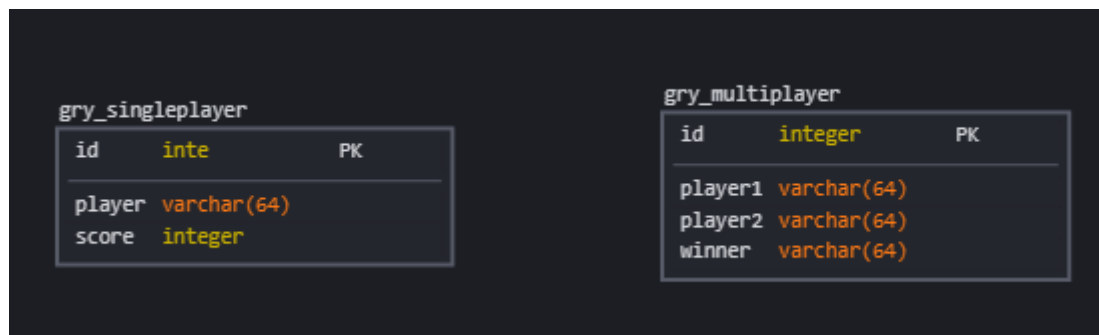 gry_singleplayer
id inte PK
player varchar(64)
score integer
gry_multiplayer
id integer PK
player1 varchar(64)
player2 varchar(64)
winner varchar(64)